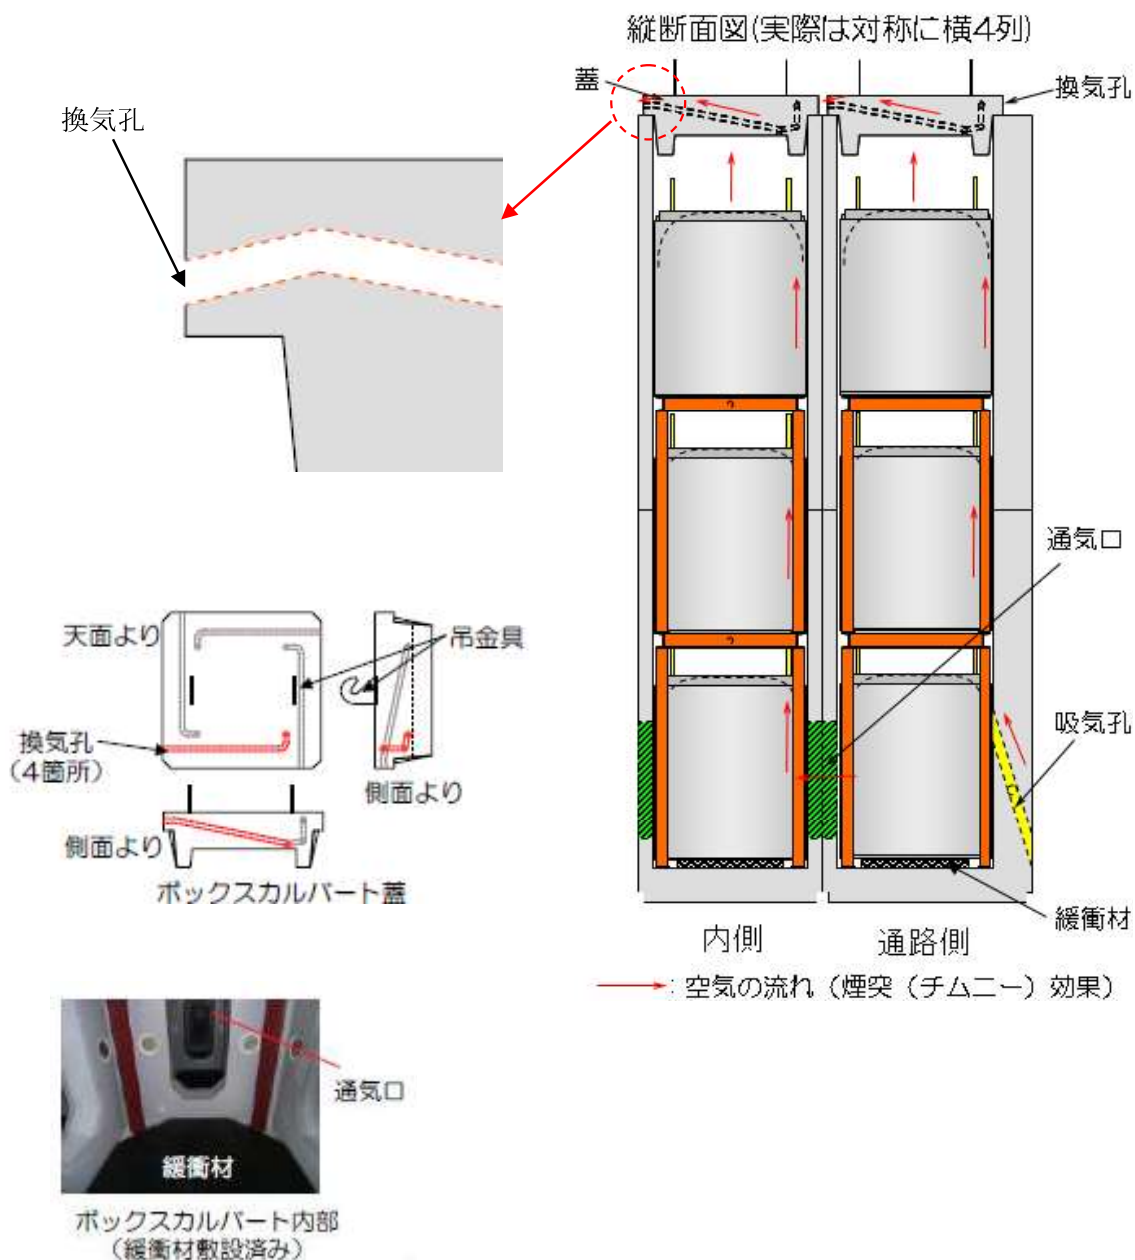 縦断面図(実際は対称に横4列)
蓋
換気孔
換気孔
通気口
天面より
吊金具
換気孔
(4箇所)
側面より
側面より
ボックスカルバート蓋
吸気孔
緩衝材
内側
通路側
:空気の流れ (煙突 (チムニー) 効果)
通気口
緩衝材
ボックスカルバート内部
(緩衝材敷設済み)